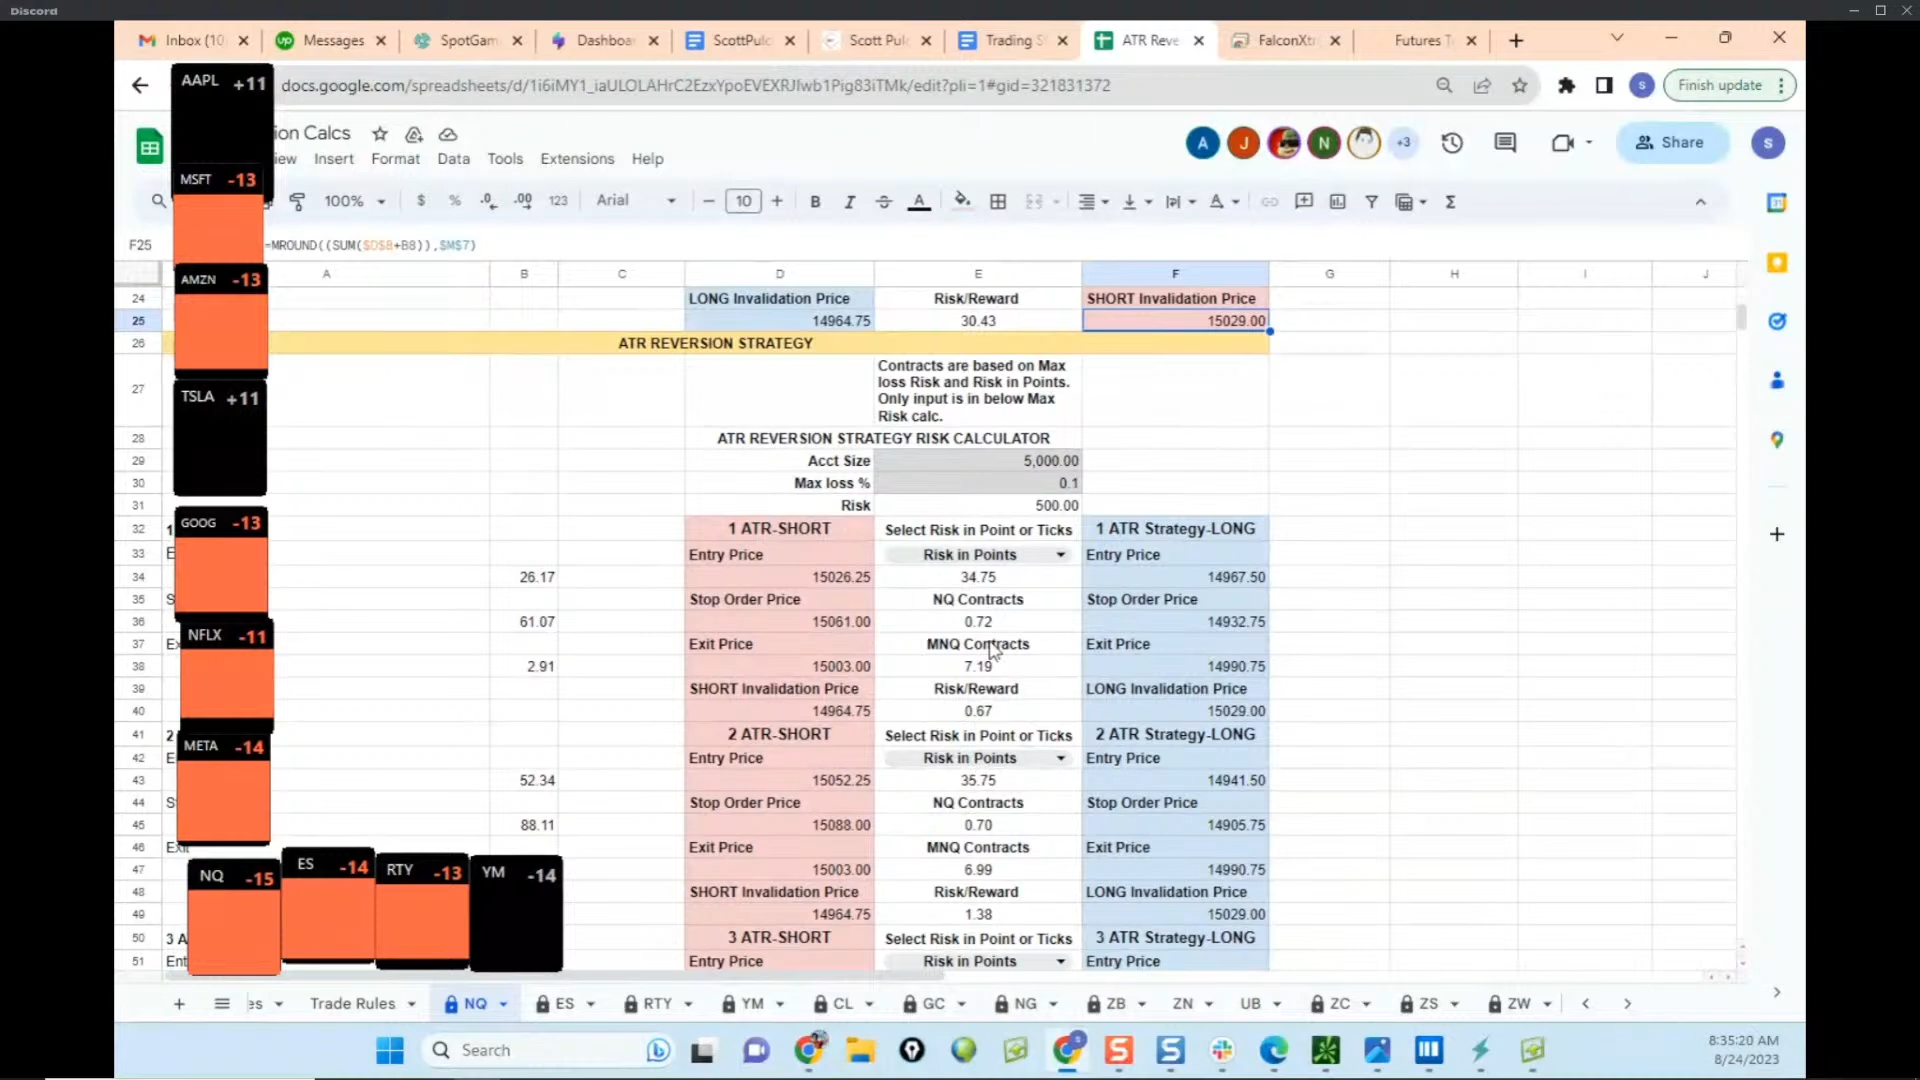 Discord
Inbox (10
Messages
SpotGam
Dashboa
ScottPul
Scott Pul
Trading S
ATR Reve
FalconXt
Futures T
docs.google.com/spreadsheets/d/1i6iMY1_iaULOLAHrC2EzxYpoEVEXRJlwb1Pig83iTMk/edit?pli=1#gid=321831372
S
Finish update
ion Calcs
iew Insert Format Data Tools Extensions Help
A J N +3
Share
S
100% $ % .0 .00 123 Arial 10 B I A
F25 =MROUND((SUM($D$8+B8)),$M$7)
A B C D E F G H I J
24 LONG Invalidation Price Risk/Reward SHORT Invalidation Price
25 14964.75 30.43 15029.00
26 ATR REVERSION STRATEGY
27 Contracts are based on Max
loss Risk and Risk in Points.
Only input is in below Max
Risk calc.
28 ATR REVERSION STRATEGY RISK CALCULATOR
29 Acct Size 5,000.00
30 Max loss % 0.1
31 Risk 500.00
32 1 1 ATR-SHORT Select Risk in Point or Ticks 1 ATR Strategy-LONG
33 E Entry Price Risk in Points Entry Price
34 26.17 15026.25 34.75 14967.50
35 S Stop Order Price NQ Contracts Stop Order Price
36 61.07 15061.00 0.72 14932.75
37 Ex Exit Price MNQ Contracts Exit Price
38 2.91 15003.00 7.19 14990.75
39 SHORT Invalidation Price Risk/Reward LONG Invalidation Price
40 14964.75 0.67 15029.00
41 2 2 ATR-SHORT Select Risk in Point or Ticks 2 ATR Strategy-LONG
42 E Entry Price Risk in Points Entry Price
43 52.34 15052.25 35.75 14941.50
44 S Stop Order Price NQ Contracts Stop Order Price
45 88.11 15088.00 0.70 14905.75
46 Exit Exit Price MNQ Contracts Exit Price
47 15003.00 6.99 14990.75
48 SHORT Invalidation Price Risk/Reward LONG Invalidation Price
49 14964.75 1.38 15029.00
50 3 A 3 ATR-SHORT Select Risk in Point or Ticks 3 ATR Strategy-LONG
51 Ent Entry Price Risk in Points Entry Price
AAPL +11
MSFT -13
AMZN -13
TSLA +11
GOOG -13
NFLX -11
META -14
NQ -15
ES -14
RTY -13
YM -14
es Trade Rules NQ ES RTY YM CL GC NG ZB ZN UB ZC ZS ZW
Search
8:35:20 AM
8/24/2023